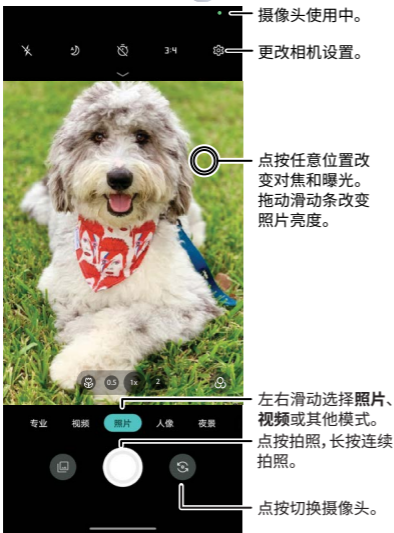 摄像头使用中。
3:4
更改相机设置。
点按任意位置改
变对焦和曝光。
拖动滑动条改变
照片亮度。
0.5 1x 2
左右滑动选择照片、
视频或其他模式。
专业 视频 照片 人像 夜景
点按拍照，长按连续
拍照。
点按切换摄像头。